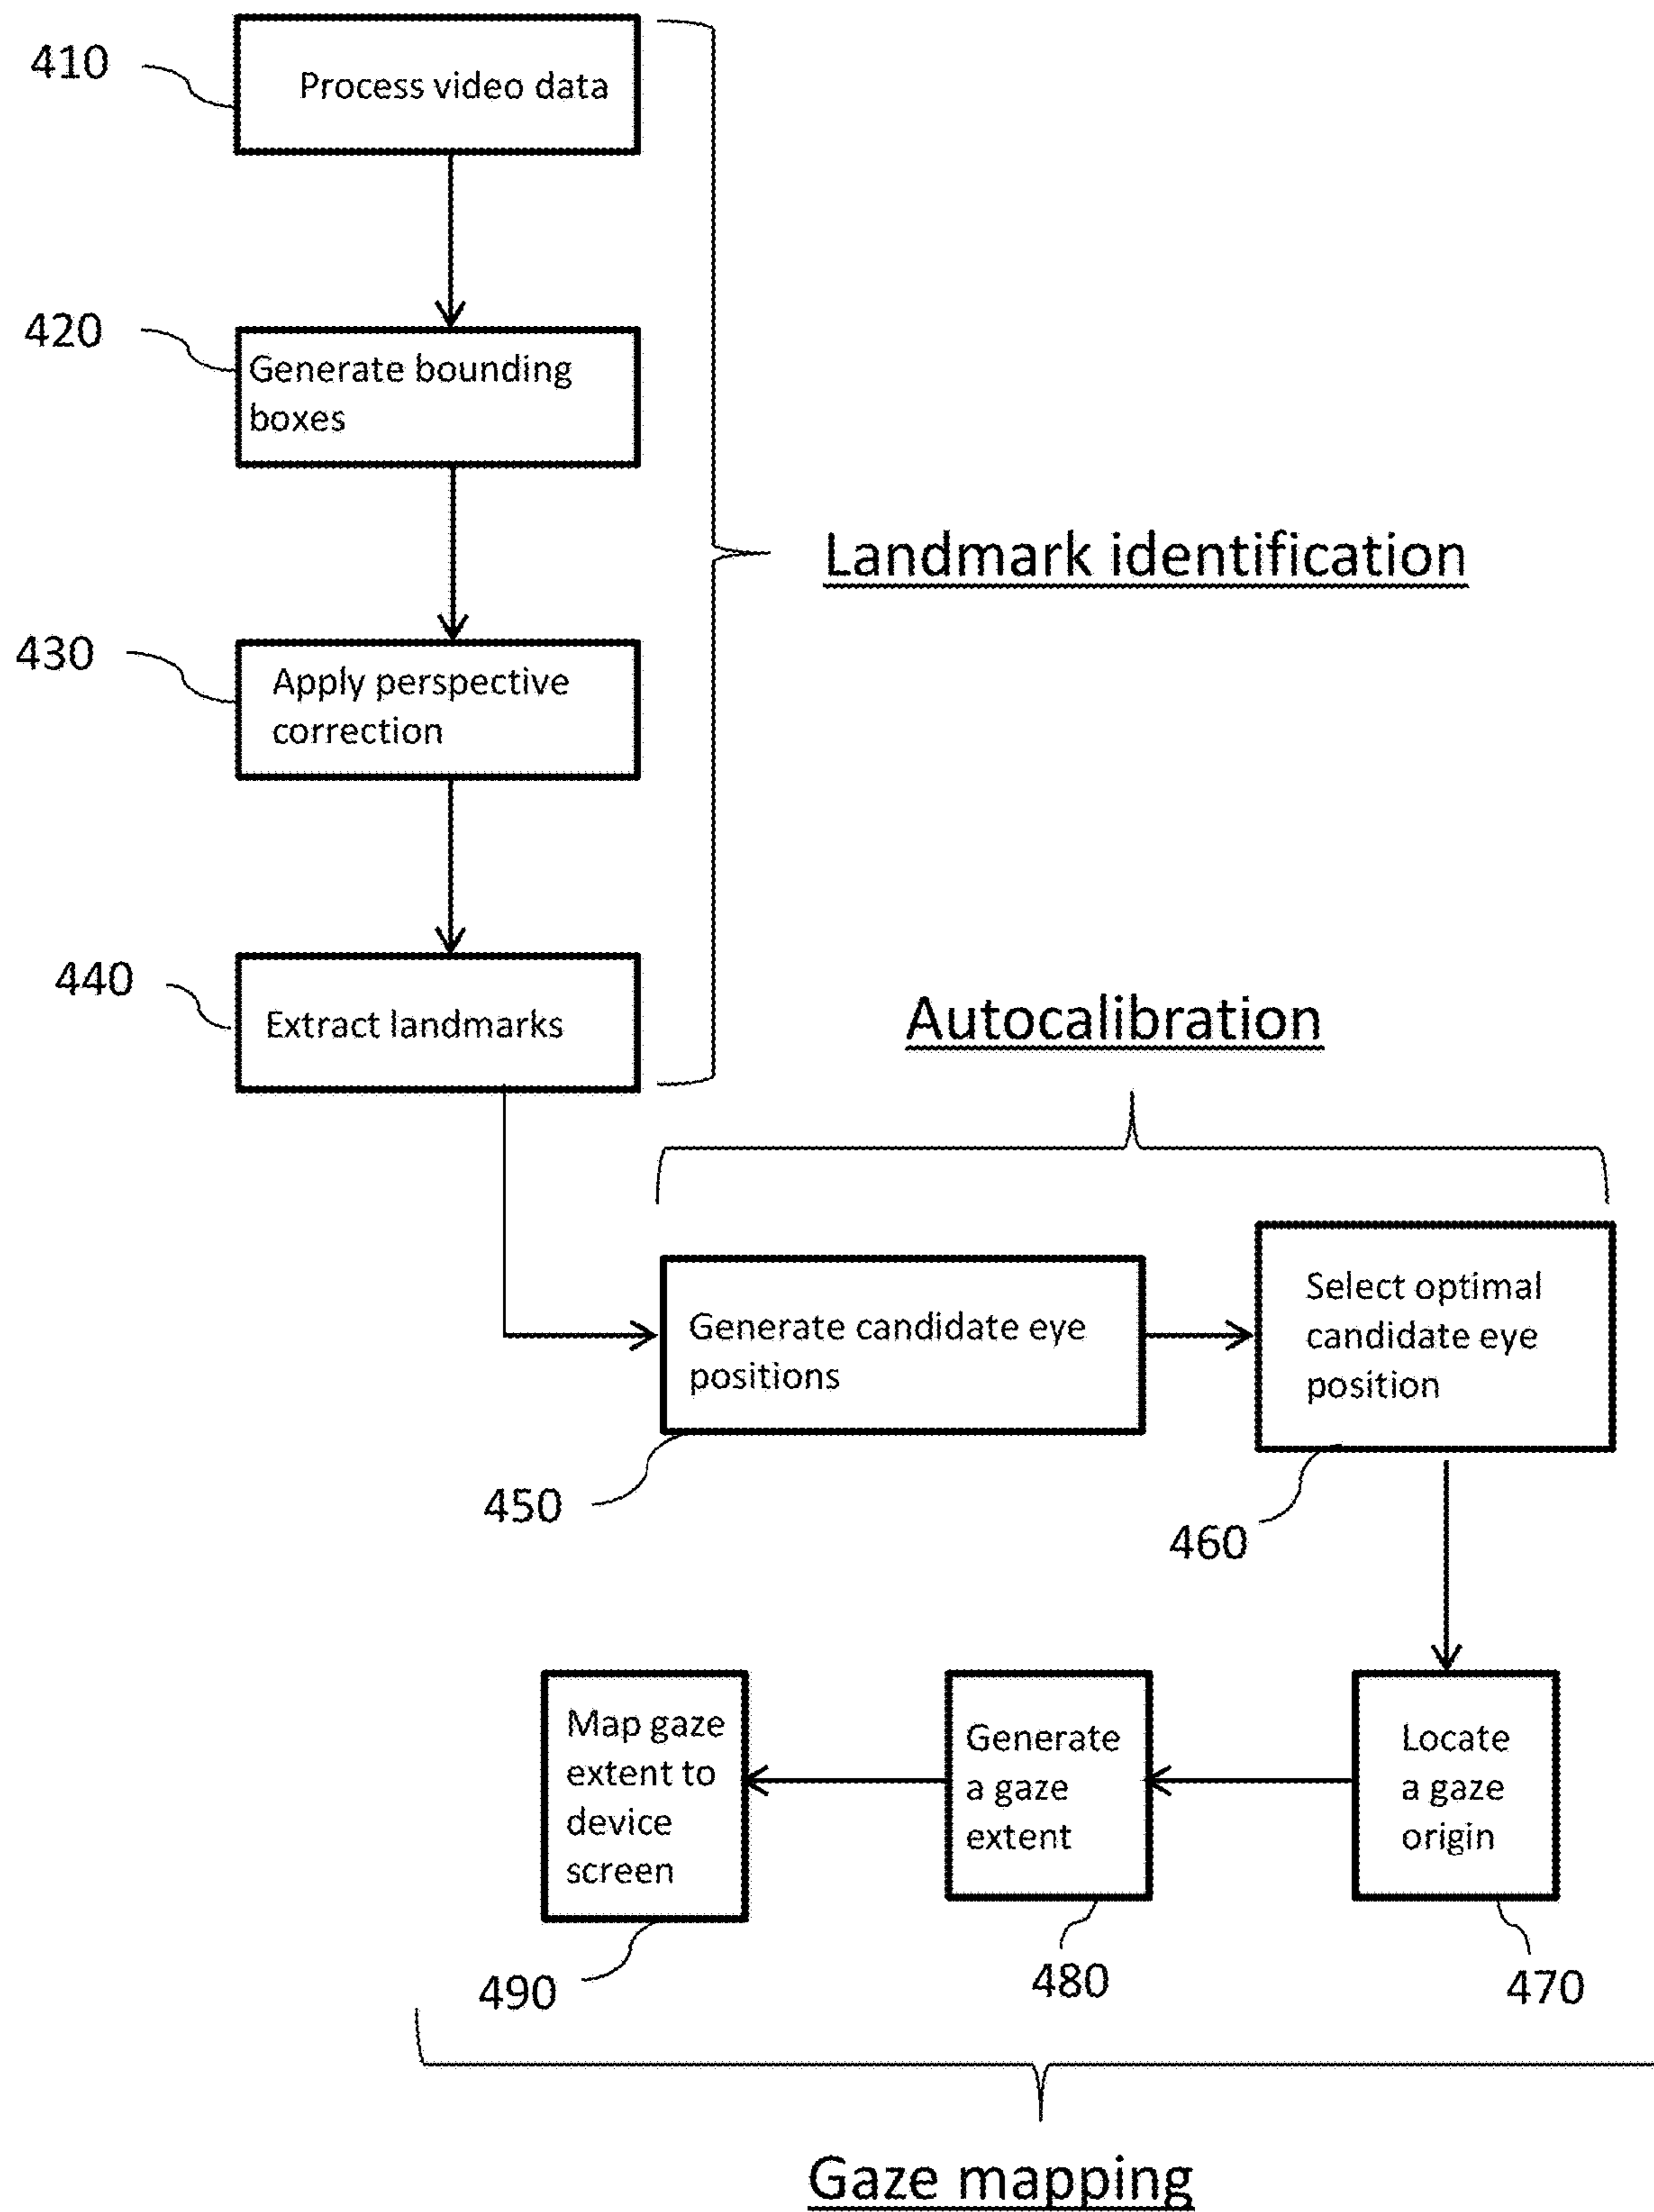 410
Process video data
420
Generate bounding
boxes
Landmark identification
430
Apply perspective
correction
440
Extract landmarks
Autocalibration
Generate candidate eye
positions
Select optimal
candidate eye
position
450
460
Map gaze
extent to
device
screen
Generate
a gaze
extent
Locate
a gaze
origin
490
480
470
Gaze mapping